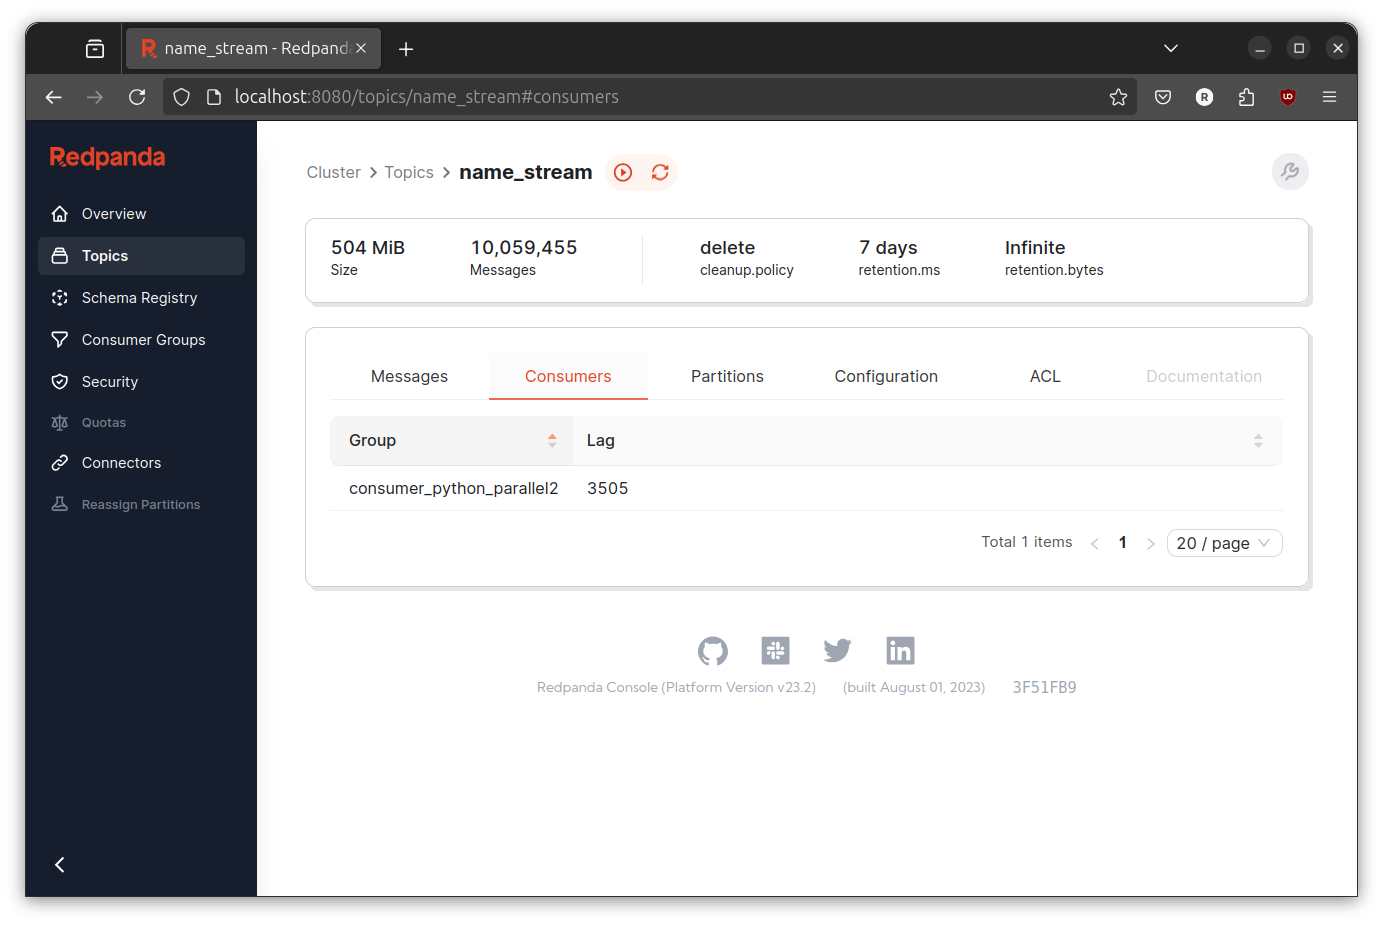 name_stream - Redpand
localhost:8080/topics/name_stream#consumers
Redpanda
Overview
Topics
Schema Registry
Consumer Groups
Security
Quotas
Connectors
Reassign Partitions
Cluster > Topics > name_stream
504 MiB
Size
10,059,455
Messages
delete
cleanup.policy
7 days
retention.ms
Infinite
retention.bytes
Messages Consumers Partitions Configuration ACL Documentation
Group Lag
consumer_python_parallel2 3505
Total 1 items < 1 > 20 / page
Redpanda Console (Platform Version v23.2) (built August 01, 2023) 3F51FB9